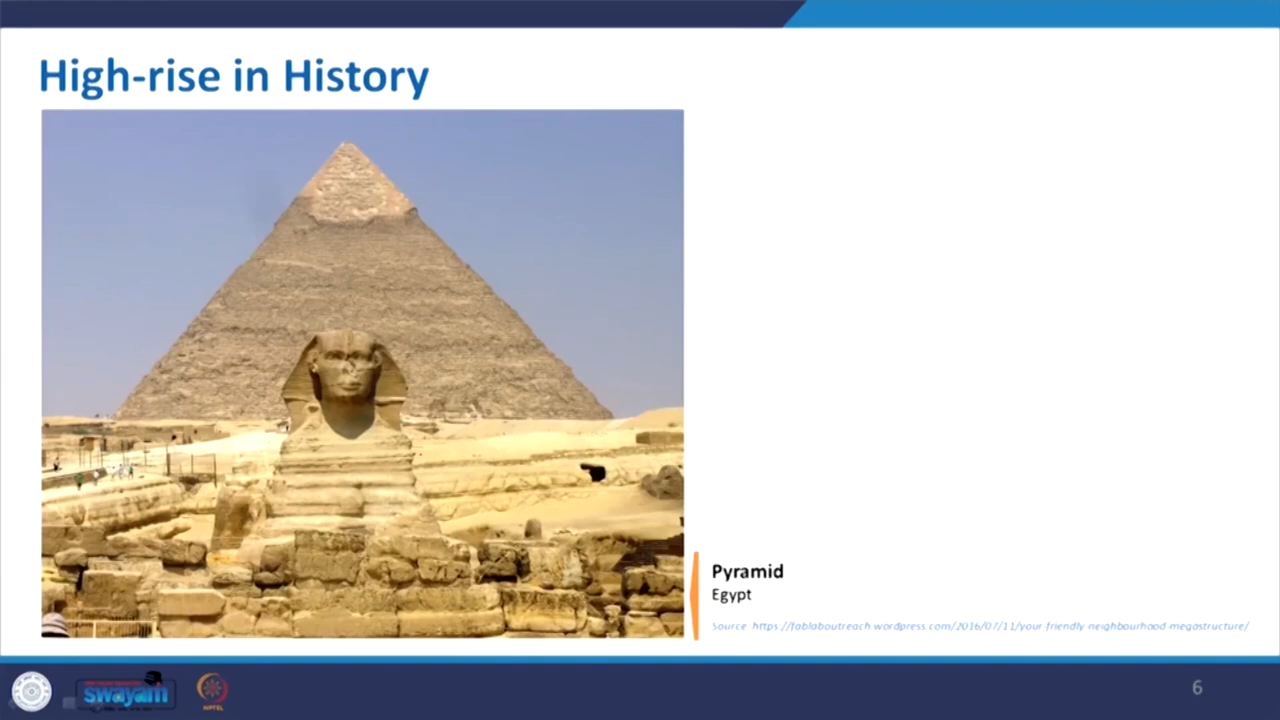 High-rise in History
Pyramid
Egypt
Source: https://fablaboutreach.wordpress.com/2016/07/11/your-friendly-neighbourhood-megastructure/
swayam
NPTEL
6